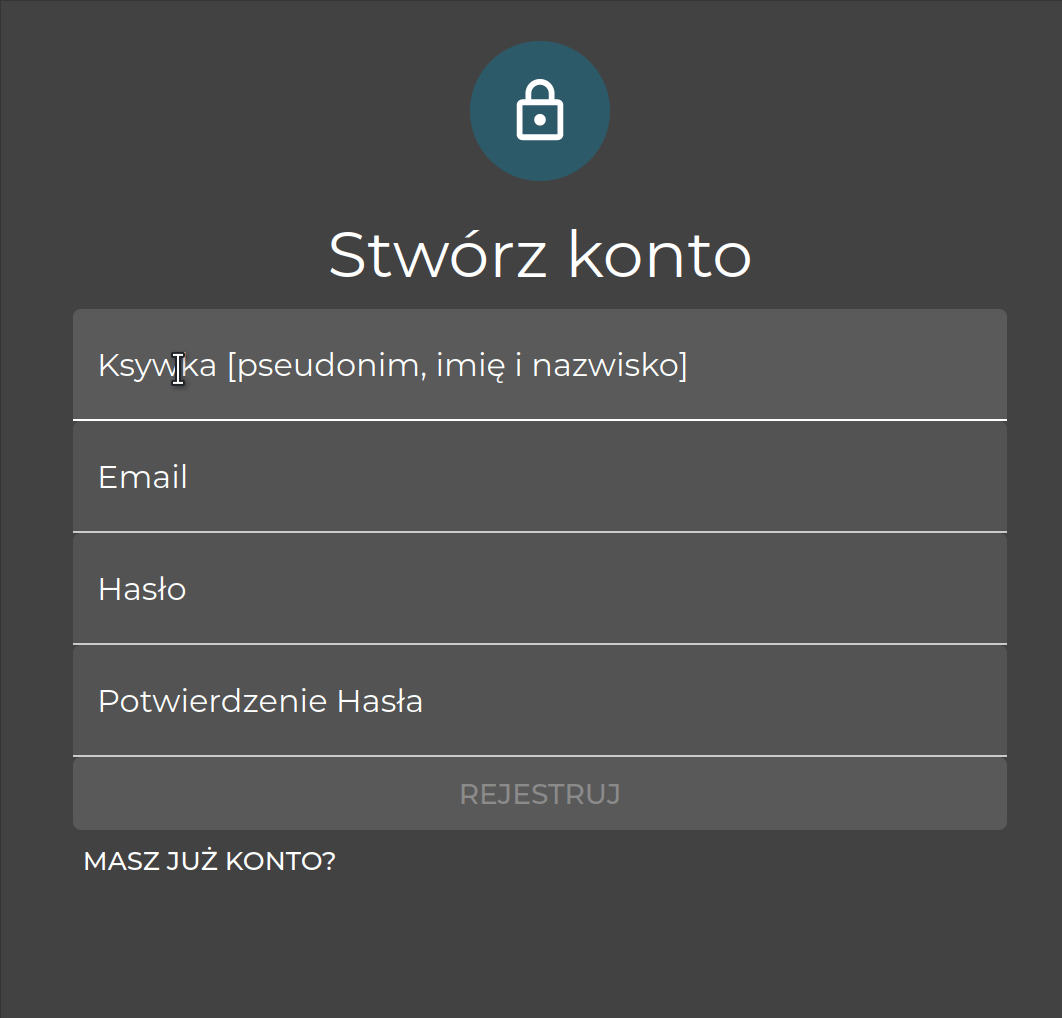 Stwórz konto
Ksywka [pseudonim, imię i nazwisko]
Email
Hasło
Potwierdzenie Hasła
REJESTRUJ
MASZ JUŻ KONTO?